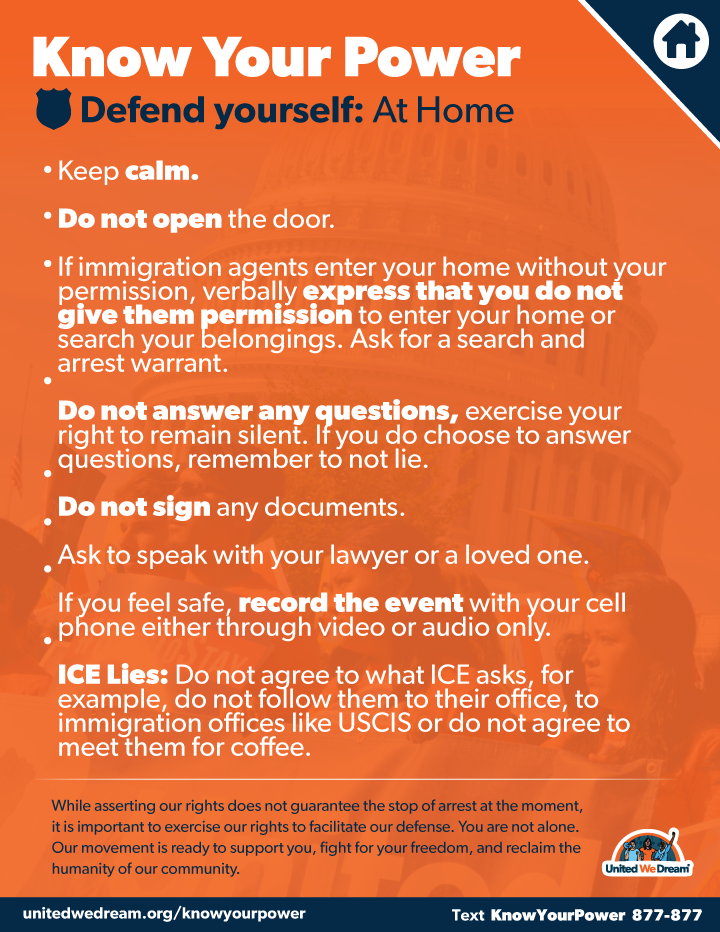 Know Your Power
Defend yourself: At Home
• Keep calm.
• Do not open the door.
• If immigration agents enter your home without your
permission, verbally express that you do not
give them permission to enter your home or
search your belongings. Ask for a search and
arrest warrant.
•
Do not answer any questions, exercise your
right to remain silent. If you do choose to answer
questions, remember to not lie.
•
Do not sign any documents.
•
Ask to speak with your lawyer or a loved one.
•
If you feel safe, record the event with your cell
phone either through video or audio only.
•
ICE Lies: Do not agree to what ICE asks, for
example, do not follow them to their office, to
immigration offices like USCIS or do not agree to
meet them for coffee.
While asserting our rights does not guarantee the stop of arrest at the moment,
it is important to exercise our rights to facilitate our defense. You are not alone.
Our movement is ready to support you, fight for your freedom, and reclaim the
humanity of our community.
United We Dream
unitedwedream.org/knowyourpower
Text KnowYourPower 877-877